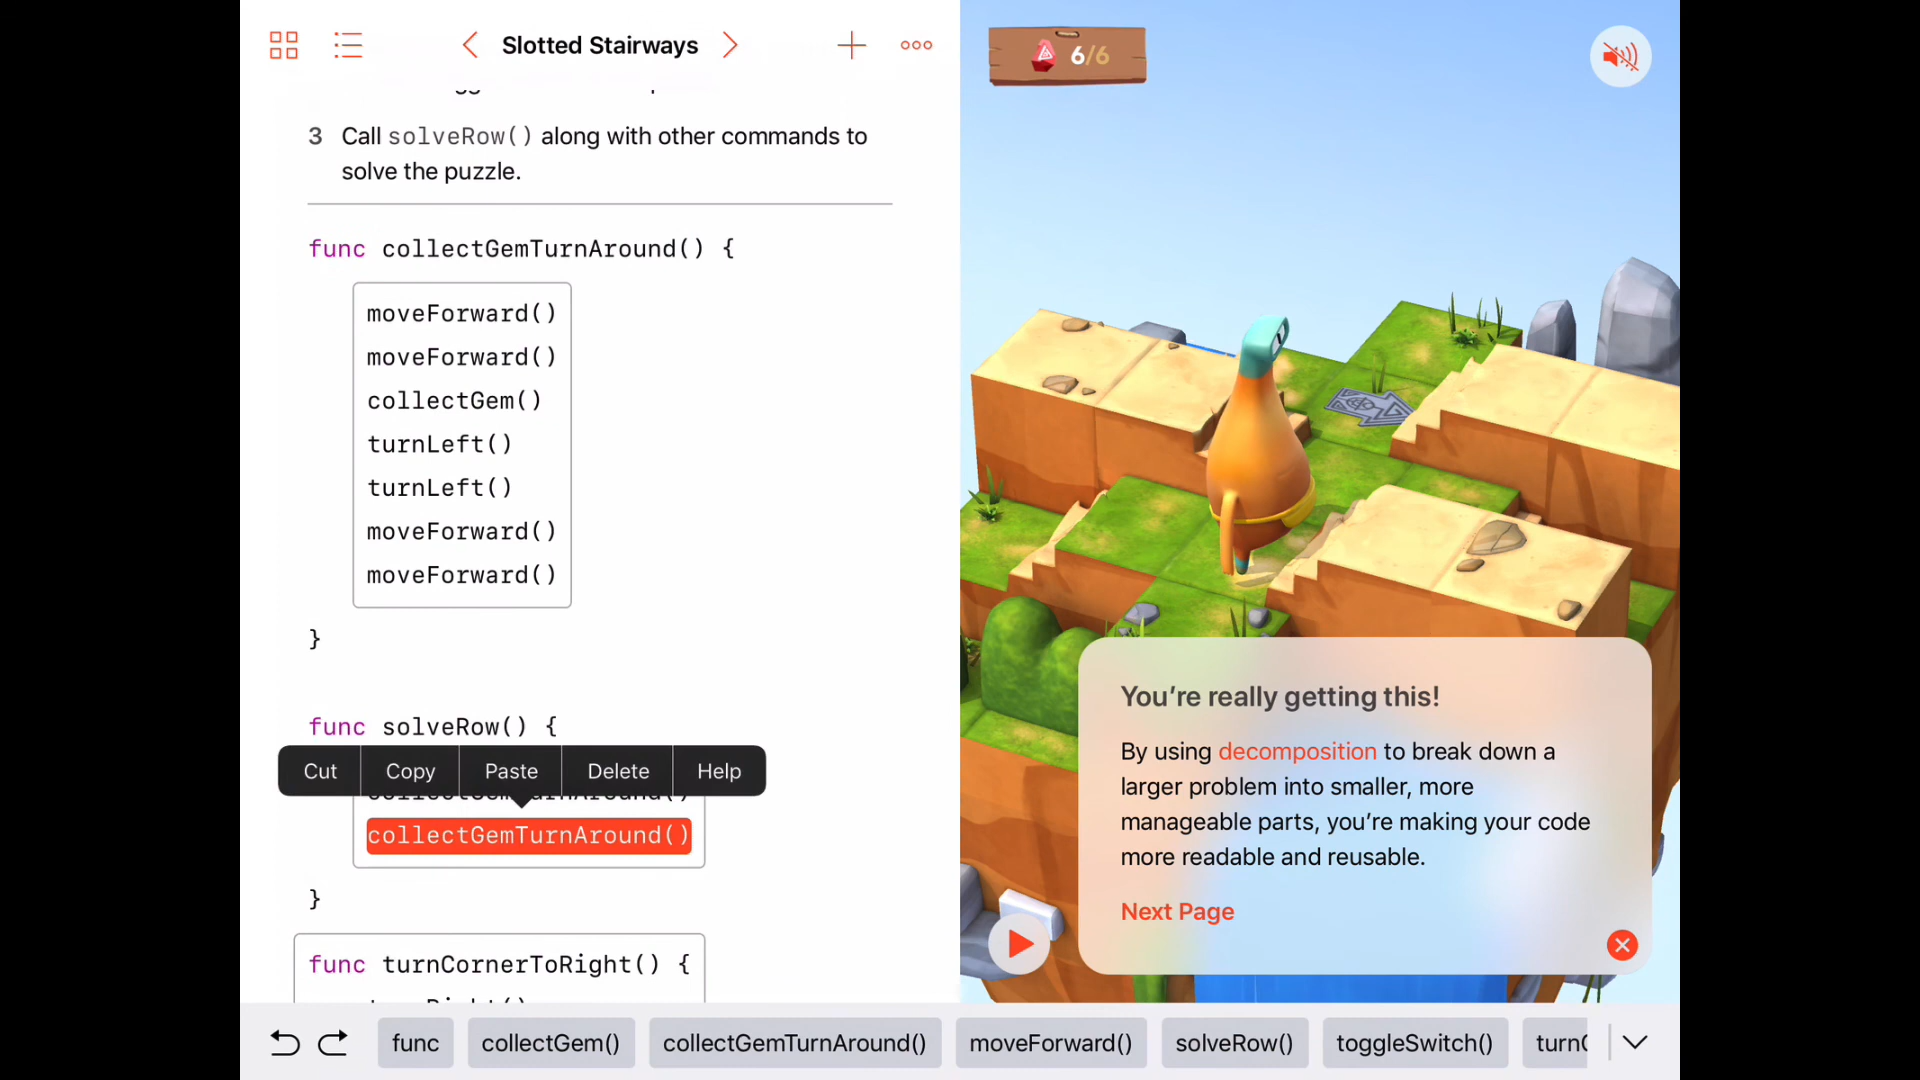 Slotted Stairways
6/6
3 Call solveRow() along with other commands to
solve the puzzle.
func collectGemTurnAround() {
moveForward()
moveForward()
collectGem()
turnLeft()
turnLeft()
moveForward()
moveForward()
}
func solveRow() {
Cut Copy Paste Delete Help
collectGemTurnAround()
collectGemTurnAround()
}
func turnCornerToRight() {
You’re really getting this!
By using decomposition to break down a
larger problem into smaller, more
manageable parts, you’re making your code
more readable and reusable.
Next Page
func collectGem() collectGemTurnAround() moveForward() solveRow() toggleSwitch()